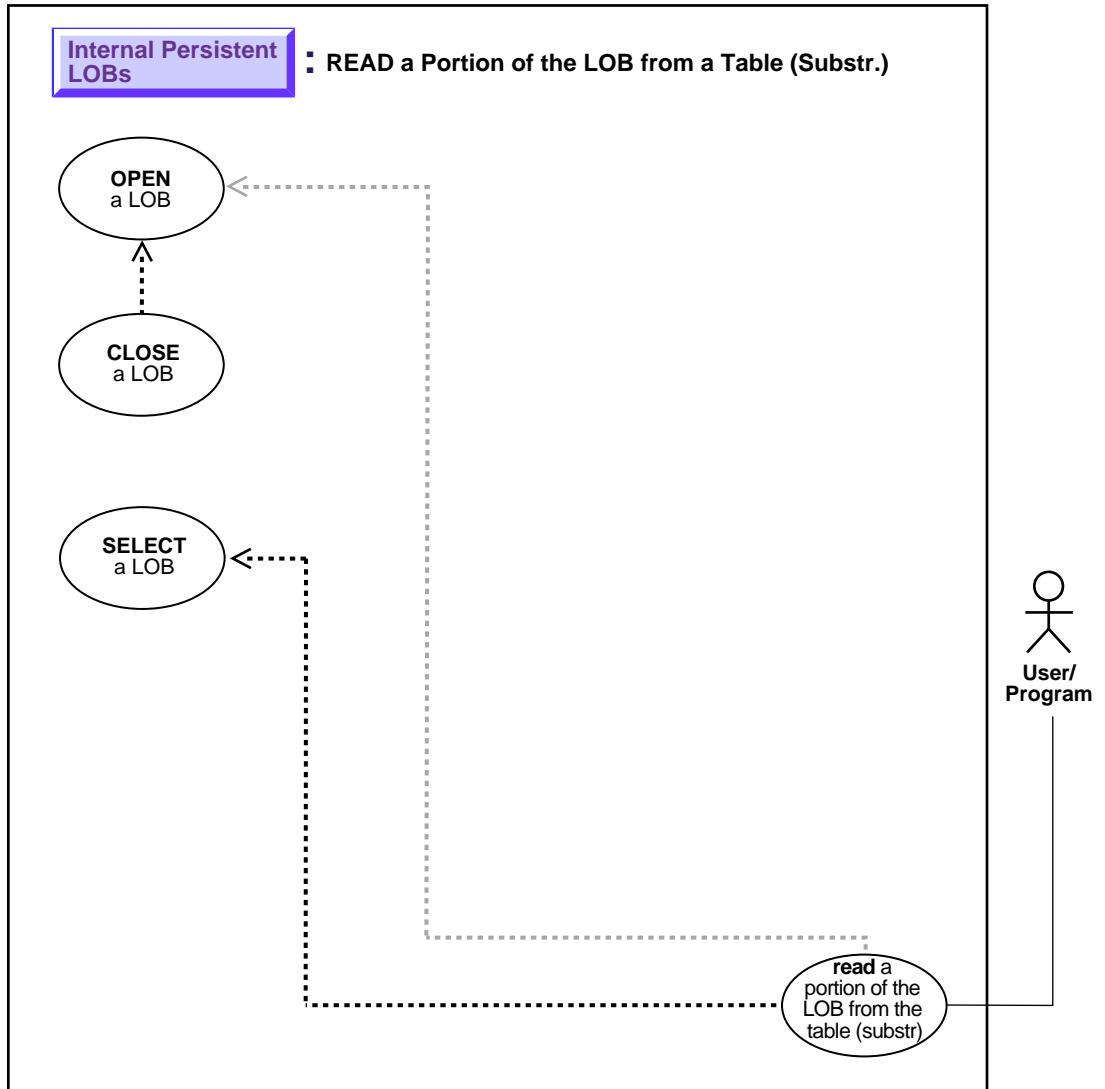 Internal Persistent
LOBs
: READ a Portion of the LOB from a Table (Substr.)
OPEN
a LOB
CLOSE
a LOB
SELECT
a LOB
User/
Program
read a
portion of the
LOB from the
table (substr)